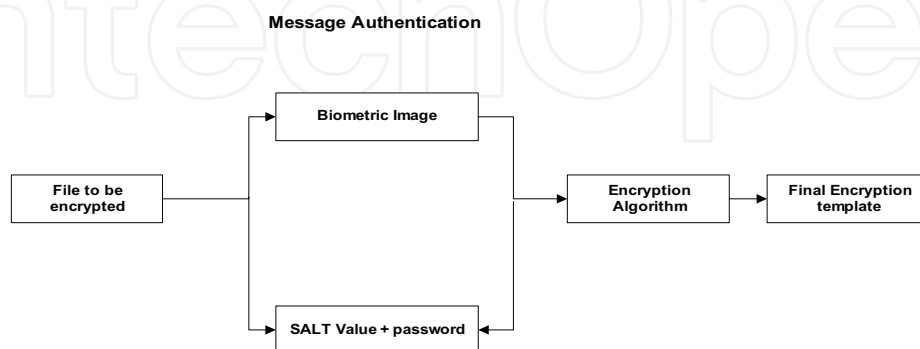 Message Authentication
Biometric Image
File to be
encrypted
Encryption
Algorithm
Final Encryption
template
SALT Value + password